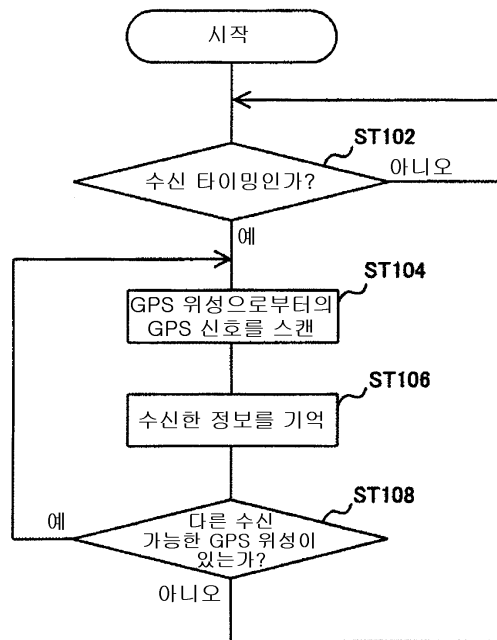 시작
ST102
수신 타이밍인가?
아니오
예
ST104
GPS 위성으로부터의
GPS 신호를 스캔
ST106
수신한 정보를 기억
ST108
예
다른 수신
가능한 GPS 위성이
있는가?
아니오